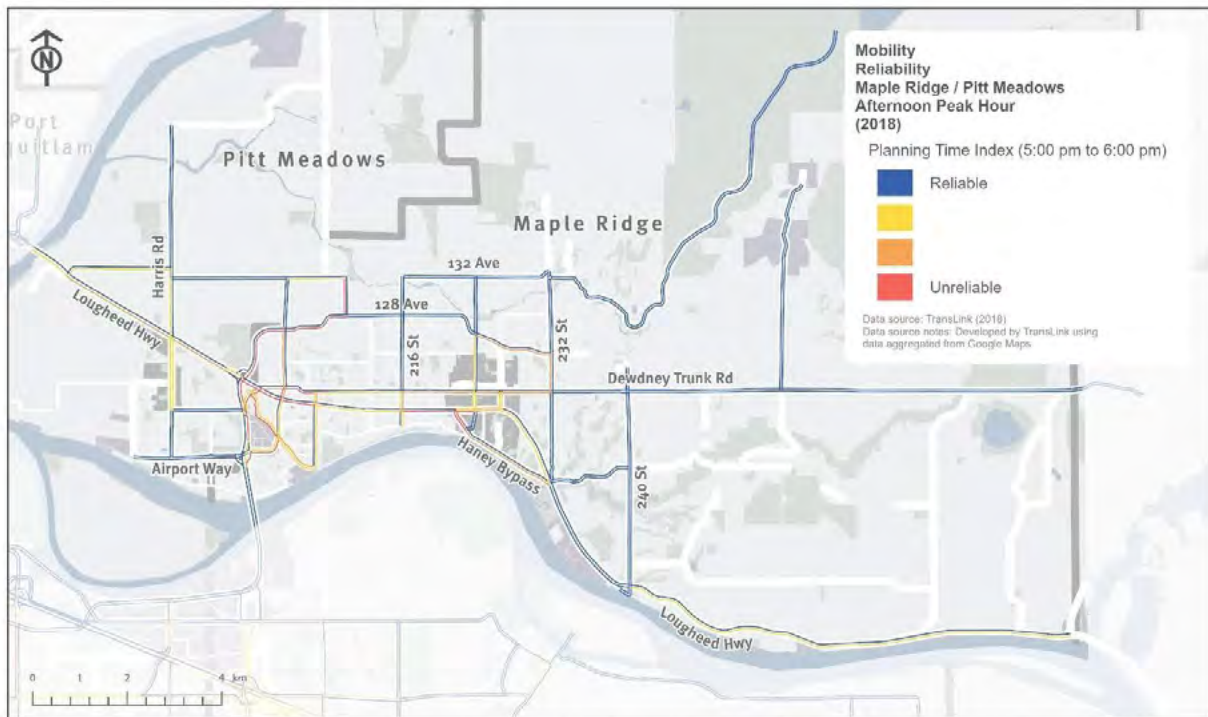 Mobility
Reliability
Maple Ridge / Pitt Meadows
Afternoon Peak Hour
(2018)
Planning Time Index (5:00 pm to 6:00 pm)
Reliable
Unreliable
Data source: TransLink (2018)
Data source notes: Developed by TransLink using
data aggregated from Google Maps
N
Port
quitlam
Pitt Meadows
Maple Ridge
Harris Rd
132 Ave
Lougheed Hwy
128 Ave
216 St
232 St
Dewdney Trunk Rd
Airport Way
Haney Bypass
240 St
Lougheed Hwy
0 1 2 4 km